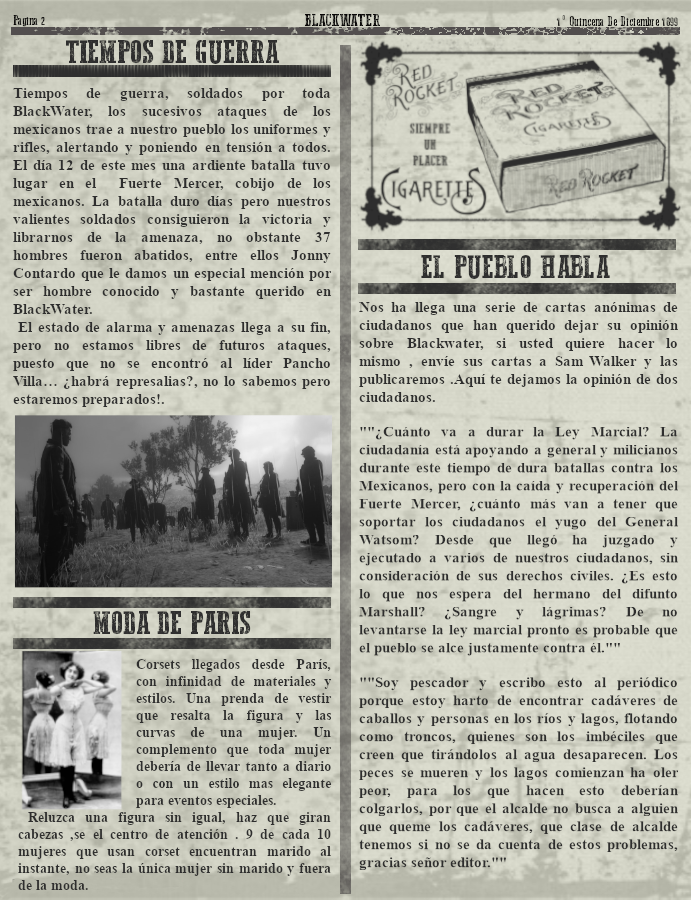 Pagina 2
BLACKWATER
1ª Quincena De Diciembre 1899
TIEMPOS DE GUERRA
Tiempos de guerra, soldados por toda
BlackWater, los sucesivos ataques de los
mexicanos trae a nuestro pueblo los uniformes y
rifles, alertando y poniendo en tensión a todos.
El día 12 de este mes una ardiente batalla tuvo
lugar en el Fuerte Mercer, cobijo de los
mexicanos. La batalla duro días pero nuestros
valientes soldados consiguieron la victoria y
librarnos de la amenaza, no obstante 37
hombres fueron abatidos, entre ellos Jonny
Contardo que le damos un especial mención por
ser hombre conocido y bastante querido en
BlackWater.
El estado de alarma y amenazas llega a su fin,
pero no estamos libres de futuros ataques,
puesto que no se encontró al líder Pancho
Villa... ¿habrá represalias?, no lo sabemos pero
estaremos preparados!.
MODA DE PARIS
Corsets llegados desde París,
con infinidad de materiales y
estilos. Una prenda de vestir
que resalta la figura y las
curvas de una mujer. Un
complemento que toda mujer
debería de llevar tanto a diario
o con un estilo mas elegante
para eventos especiales.
Reluzca una figura sin igual, haz que giran
cabezas ,se el centro de atención . 9 de cada 10
mujeres que usan corset encuentran marido al
instante, no seas la única mujer sin marido y fuera
de la moda.
RED
ROCKET
SIEMPRE
UN
PLACER
CIGARETTES
RED
ROCKET
CIGARETTES
RED ROCKET
EL PUEBLO HABLA
Nos ha llega una serie de cartas anónimas de
ciudadanos que han querido dejar su opinión
sobre Blackwater, si usted quiere hacer lo
mismo , envíe sus cartas a Sam Walker y las
publicaremos .Aquí te dejamos la opinión de dos
ciudadanos.
""¿Cuánto va a durar la Ley Marcial? La
ciudadanía está apoyando a general y milicianos
durante este tiempo de dura batallas contra los
Mexicanos, pero con la caída y recuperación del
Fuerte Mercer, ¿cuánto más van a tener que
soportar los ciudadanos el yugo del General
Watsom? Desde que llegó ha juzgado y
ejecutado a varios de nuestros ciudadanos, sin
consideración de sus derechos civiles. ¿Es esto
lo que nos espera del hermano del difunto
Marshall? ¿Sangre y lágrimas? De no
levantarse la ley marcial pronto es probable que
el pueblo se alce justamente contra él.""
""Soy pescador y escribo esto al periódico
porque estoy harto de encontrar cadáveres de
caballos y personas en los ríos y lagos, flotando
como troncos, quienes son los imbéciles que
creen que tirándolos al agua desaparecen. Los
peces se mueren y los lagos comienzan ha oler
peor, para los que hacen esto deberían
colgarlos, por que el alcalde no busca a alguien
que queme los cadáveres, que clase de alcalde
tenemos si no se da cuenta de estos problemas,
gracias señor editor.""